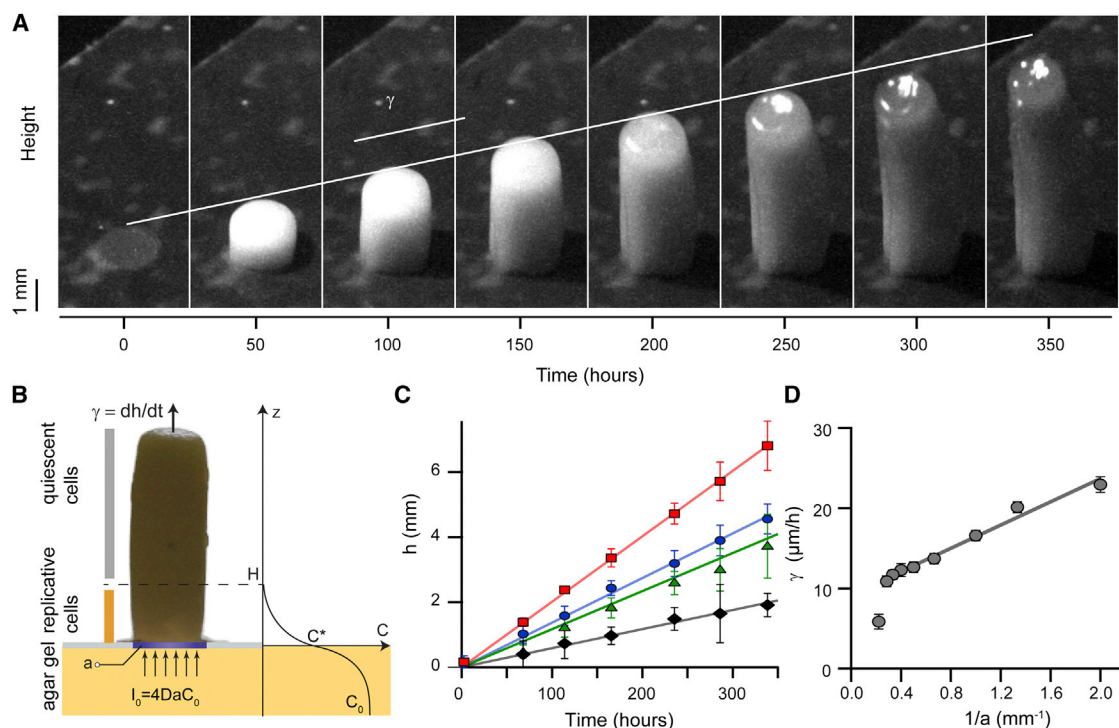 A
Height
γ
1 mm
0
50
100
150
200
250
300
350
Time (hours)
B
γ = dh/dt
z
quiescent cells
replicative cells
agar gel
H
C*
C
a
I₀=4DaC₀
C₀
C
h (mm)
6
4
2
0
0
100
200
300
Time (hours)
D
γ (μm/h)
30
20
10
0
0.0
0.4
0.8
1.2
1.6
2.0
1/a (mm⁻¹)